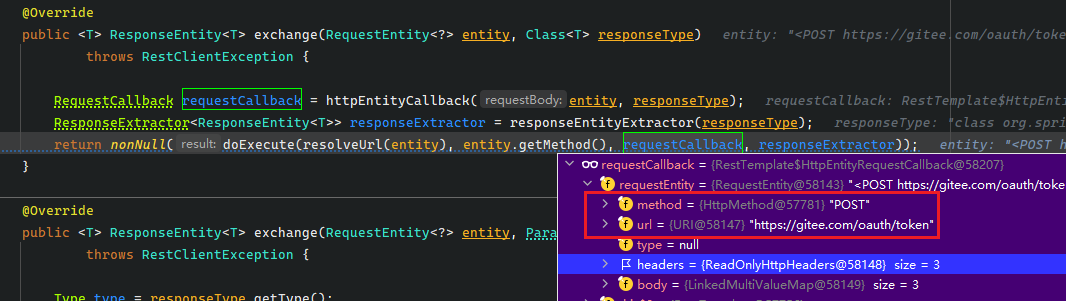 @Override
public <T> ResponseEntity<T> exchange(RequestEntity<?> entity, Class<T> responseType)   entity: "<POST https://gitee.com/oauth/toke
throws RestClientException {
RequestCallback requestCallback = httpEntityCallback( requestBody: entity, responseType);   requestCallback: RestTemplate$HttpEnti
ResponseExtractor<ResponseEntity<T>> responseExtractor = responseEntityExtractor(responseType);   responseType: "class org.spri
return nonNull( result: doExecute(resolveUrl(entity), entity.getMethod(), requestCallback, responseExtractor));   entity: "<POST h
}
requestCallback = {RestTemplate$HttpEntityRequestCallback@58207}
requestEntity = {RequestEntity@58143} "<POST https://gitee.com/oauth/toke
method = {HttpMethod@57781} "POST"
url = {URI@58147} "https://gitee.com/oauth/token"
type = null
headers = {ReadOnlyHttpHeaders@58148} size = 3
body = {LinkedMultiValueMap@58149} size = 3
@Override
public <T> ResponseEntity<T> exchange(RequestEntity<?> entity, Para
throws RestClientException {
Type type = responseType.getType();